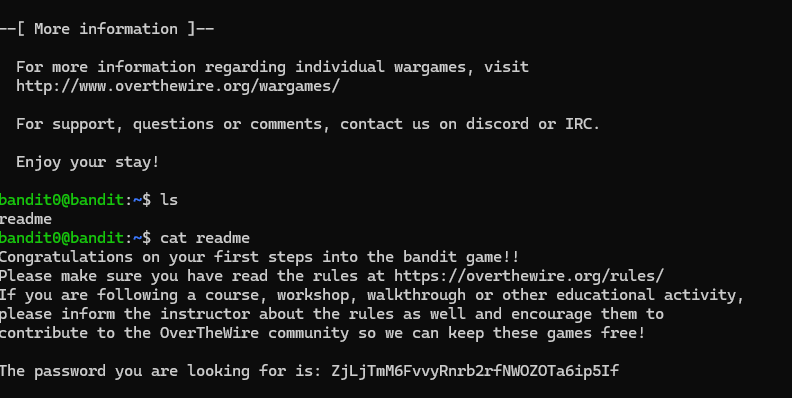 --[ More information ]--
For more information regarding individual wargames, visit
http://www.overthewire.org/wargames/
For support, questions or comments, contact us on discord or IRC.
Enjoy your stay!
bandit0@bandit:~$ ls
readme
bandit0@bandit:~$ cat readme
Congratulations on your first steps into the bandit game!!
Please make sure you have read the rules at https://overthewire.org/rules/
If you are following a course, workshop, walkthrough or other educational activity,
please inform the instructor about the rules as well and encourage them to
contribute to the OverTheWire community so we can keep these games free!
The password you are looking for is: ZjLjTmM6FvvyRnrb2rfNWOZOTa6ip5If